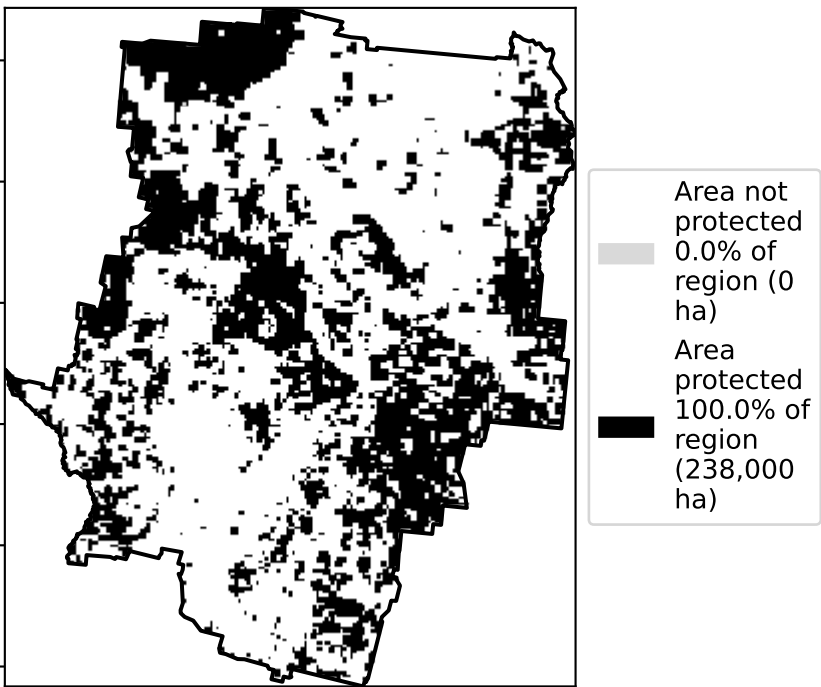 Area not
protected
0.0% of
region (0
ha)
Area
protected
100.0% of
region
(238,000
ha)